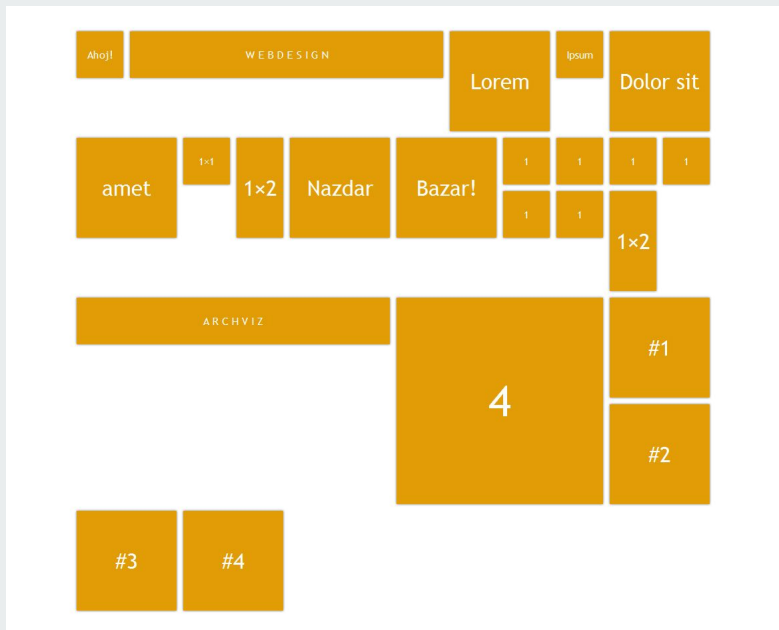 Ahoj!
WEBDESIGN
Lorem
Ipsum
Dolor sit
amet
1×1
1×2
Nazdar
Bazar!
1
1
1
1
1
1
1×2
ARCHVIZ
4
#1
#2
#3
#4